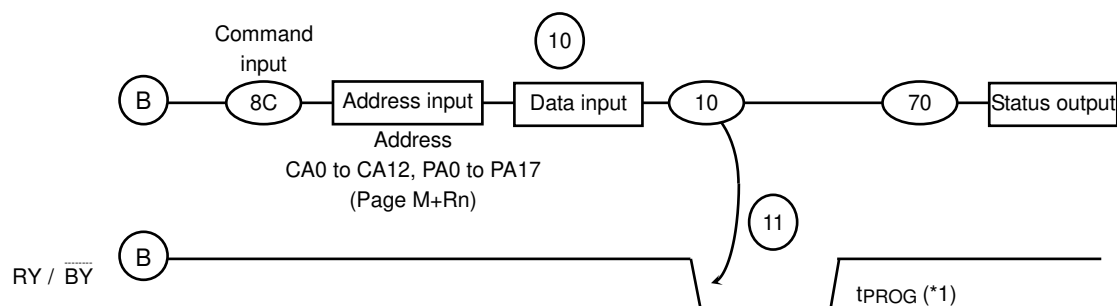 Command
input
10
B
8C
Address input
Data input
10
70
Status output
Address
CA0 to CA12, PA0 to PA17
(Page M+Rn)
11
B
RY / BY
tPROG (*1)